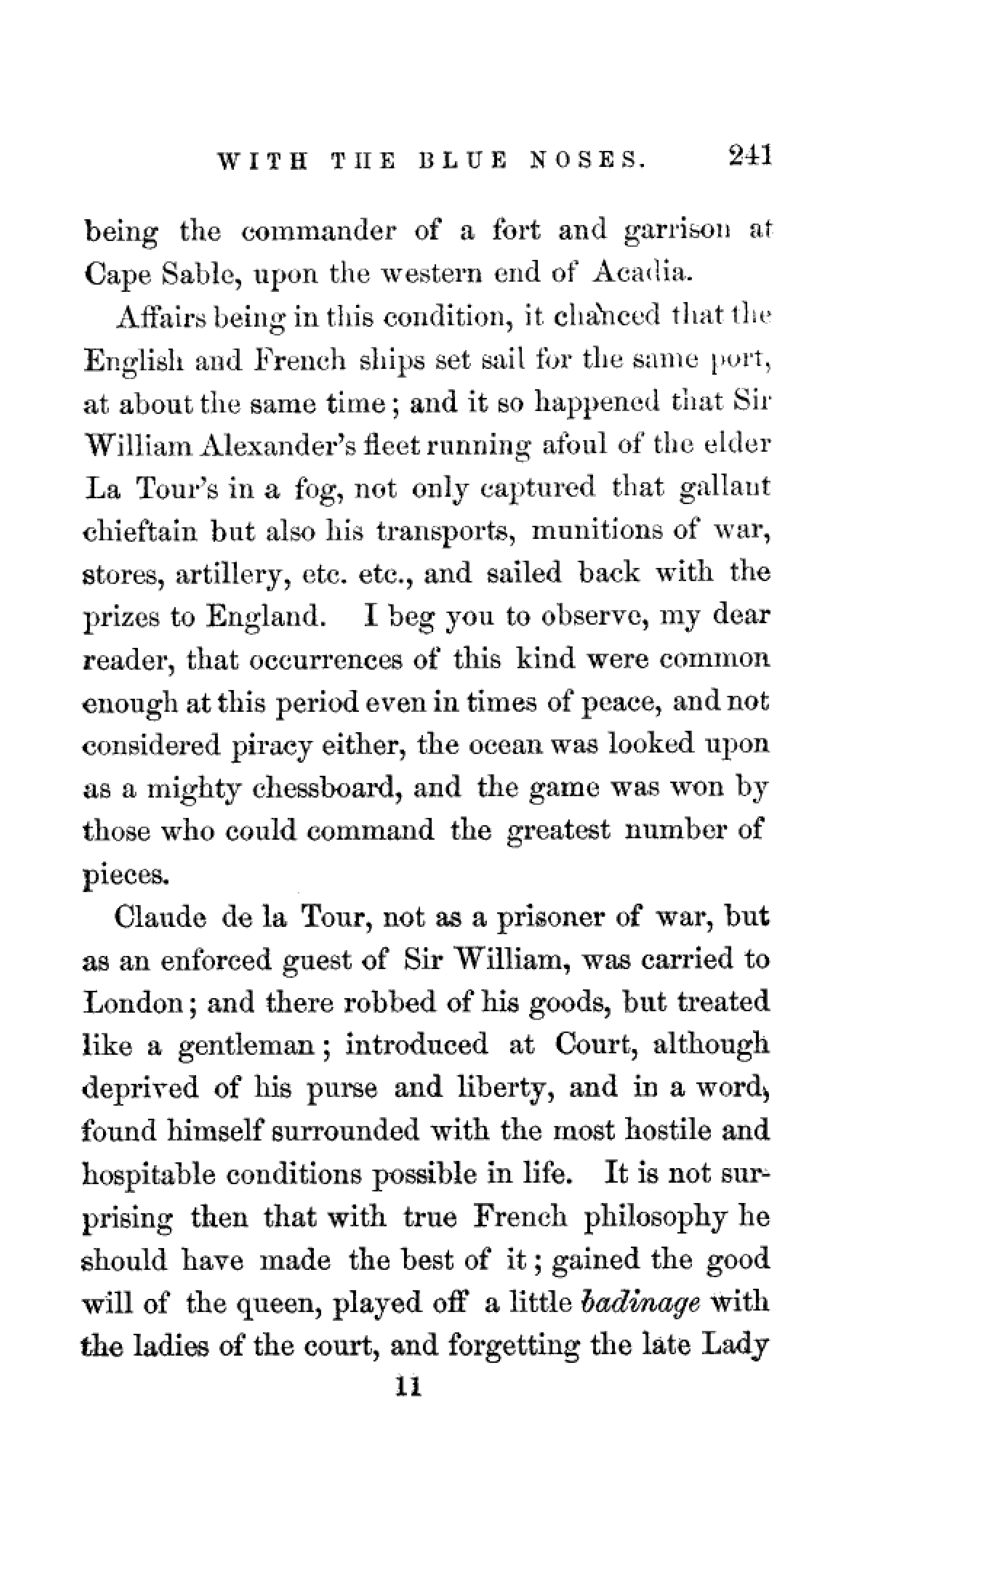 WITH THE BLUE NOSES. 241
being the commander of a fort and garrison at
Cape Sable, upon the western end of Acadia.
Affairs being in this condition, it chanced that the
English and French ships set sail for the same port,
at about the same time; and it so happened that Sir
William Alexander's fleet running afoul of the elder
La Tour's in a fog, not only captured that gallant
chieftain but also his transports, munitions of war,
stores, artillery, etc. etc., and sailed back with the
prizes to England. I beg you to observe, my dear
reader, that occurrences of this kind were common
enough at this period even in times of peace, and not
considered piracy either, the ocean was looked upon
as a mighty chessboard, and the game was won by
those who could command the greatest number of
pieces.
Claude de la Tour, not as a prisoner of war, but
as an enforced guest of Sir William, was carried to
London; and there robbed of his goods, but treated
like a gentleman; introduced at Court, although
deprived of his purse and liberty, and in a word,
found himself surrounded with the most hostile and
hospitable conditions possible in life. It is not sur-
prising then that with true French philosophy he
should have made the best of it; gained the good
will of the queen, played off a little badinage with
the ladies of the court, and forgetting the late Lady
11